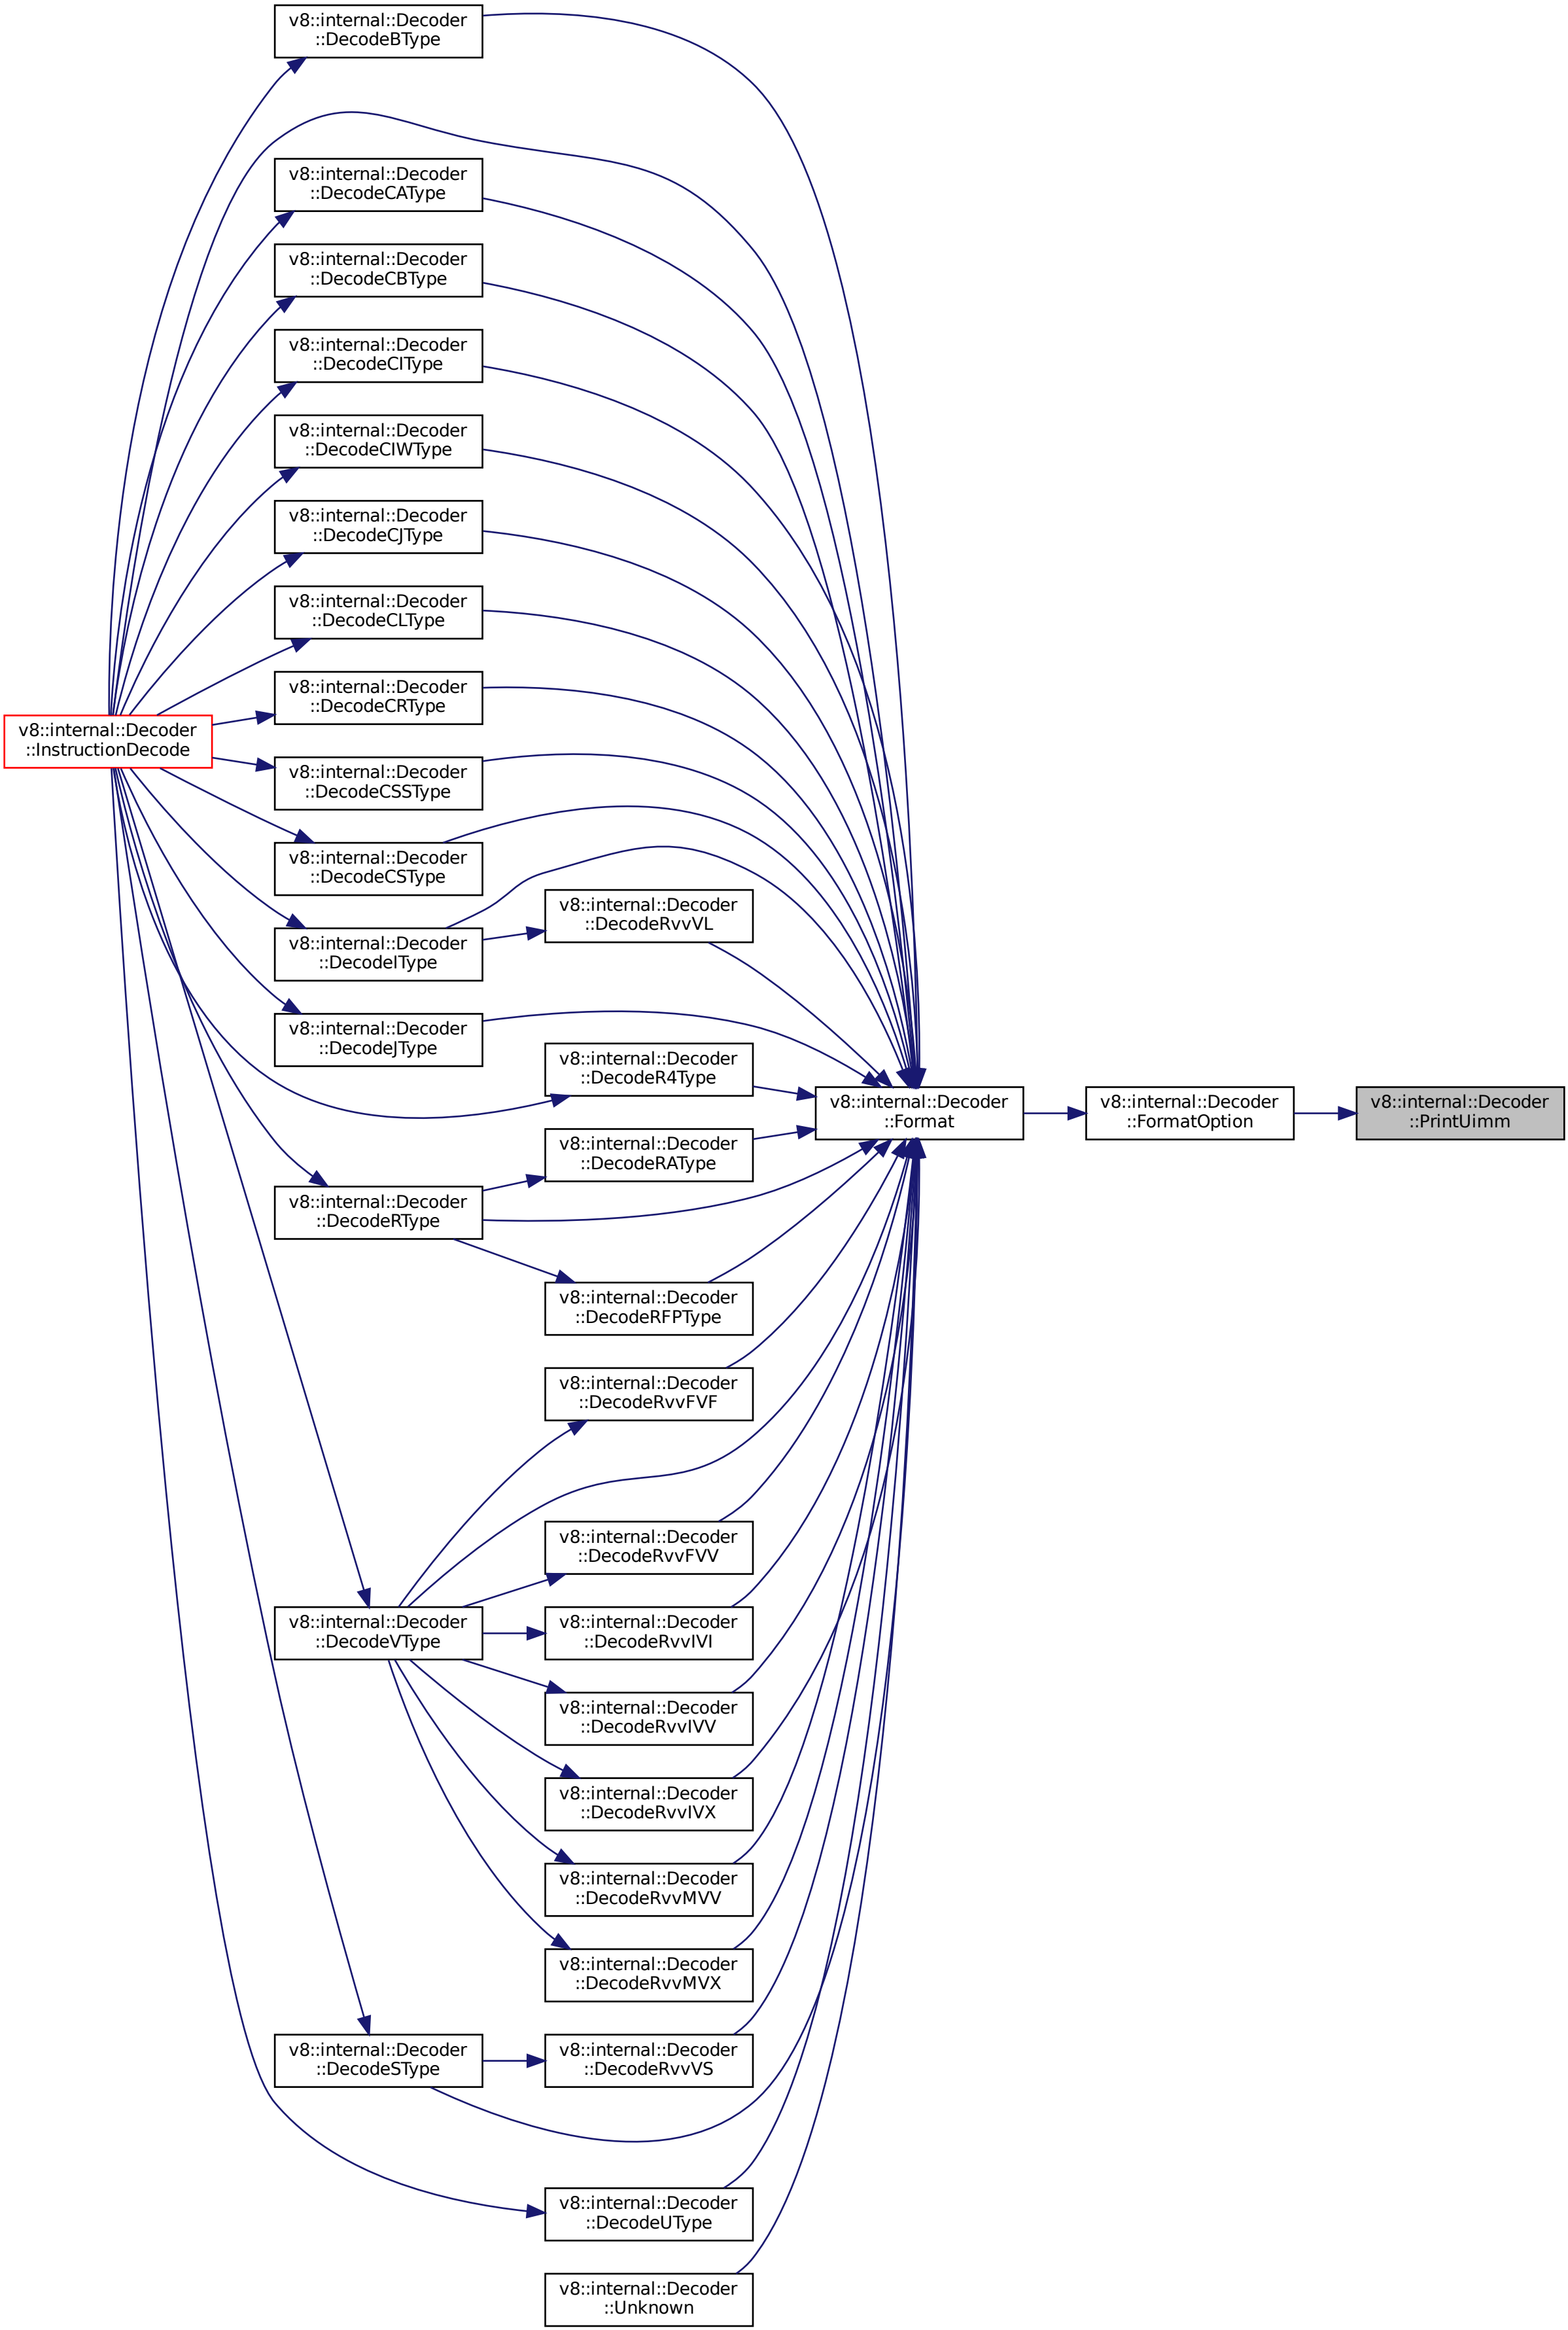 v8::internal::Decoder
::DecodeBType
v8::internal::Decoder
::DecodeCAType
v8::internal::Decoder
::DecodeCBType
v8::internal::Decoder
::DecodeCIType
v8::internal::Decoder
::DecodeCIWType
v8::internal::Decoder
::DecodeCJType
v8::internal::Decoder
::DecodeCLType
v8::internal::Decoder
::DecodeCRType
v8::internal::Decoder
::InstructionDecode
v8::internal::Decoder
::DecodeCSSType
v8::internal::Decoder
::DecodeCSType
v8::internal::Decoder
::DecodeRvvVL
v8::internal::Decoder
::DecodeIType
v8::internal::Decoder
::DecodeJType
v8::internal::Decoder
::DecodeR4Type
v8::internal::Decoder
::Format
v8::internal::Decoder
::FormatOption
v8::internal::Decoder
::PrintUimm
v8::internal::Decoder
::DecodeRAType
v8::internal::Decoder
::DecodeRType
v8::internal::Decoder
::DecodeRFPType
v8::internal::Decoder
::DecodeRvvFVF
v8::internal::Decoder
::DecodeRvvFVV
v8::internal::Decoder
::DecodeVType
v8::internal::Decoder
::DecodeRvvIVI
v8::internal::Decoder
::DecodeRvvIVV
v8::internal::Decoder
::DecodeRvvIVX
v8::internal::Decoder
::DecodeRvvMVV
v8::internal::Decoder
::DecodeRvvMVX
v8::internal::Decoder
::DecodeSType
v8::internal::Decoder
::DecodeRvvVS
v8::internal::Decoder
::DecodeUType
v8::internal::Decoder
::Unknown